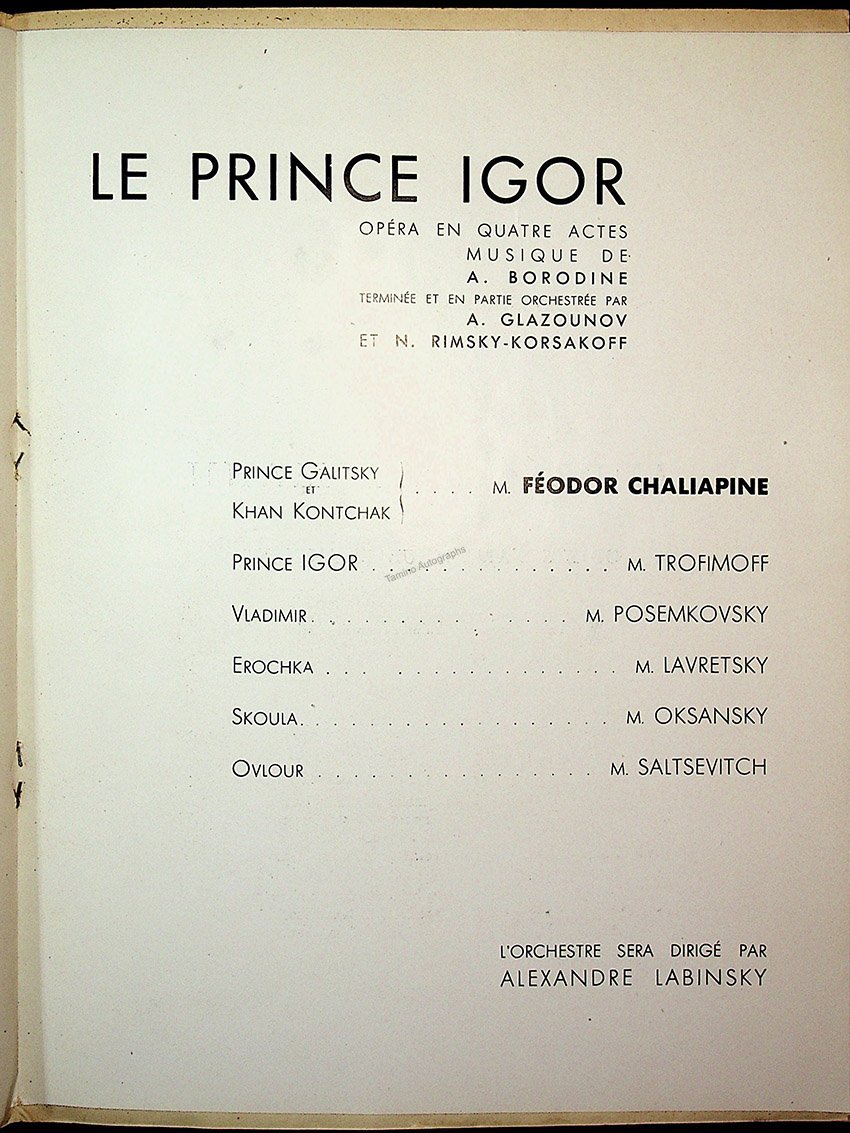 LE PRINCE IGOR
OPÉRA EN QUATRE ACTES
MUSIQUE DE
A. BORODINE
TERMINÉE ET EN PARTIE ORCHESTRÉE PAR
A. GLAZOUNOV
ET N. RIMSKY-KORSAKOFF
PRINCE GALITSKY
ET
KHAN KONTCHAK
. . . . M. FÉODOR CHALIAPINE
PRINCE IGOR . . . . . . . . . . . . . . M. TROFIMOFF
Tamino Autographs
VLADIMIR. . . . . . . . . . . . . . . M. POSEMKOVSKY
EROCHKA . . . . . . . . . . . . . . . . . M. LAVRETSKY
SKOULA. . . . . . . . . . . . . . . . . . M. OKSANSKY
OVLOUR . . . . . . . . . . . . . . . . M. SALTSEVITCH
L'ORCHESTRE SERA DIRIGÉ PAR
ALEXANDRE LABINSKY